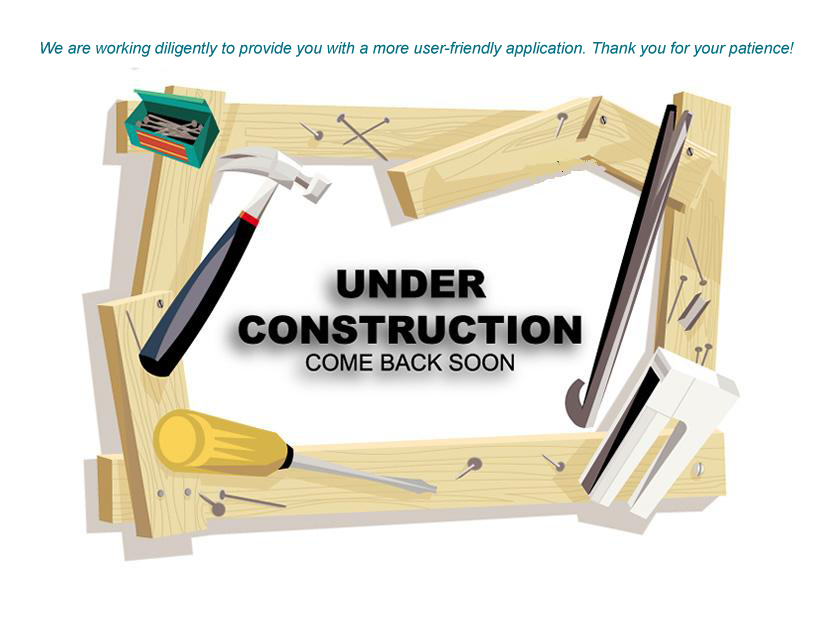 We are working diligently to provide you with a more user-friendly application. Thank you for your patience!
UNDER
CONSTRUCTION
COME BACK SOON